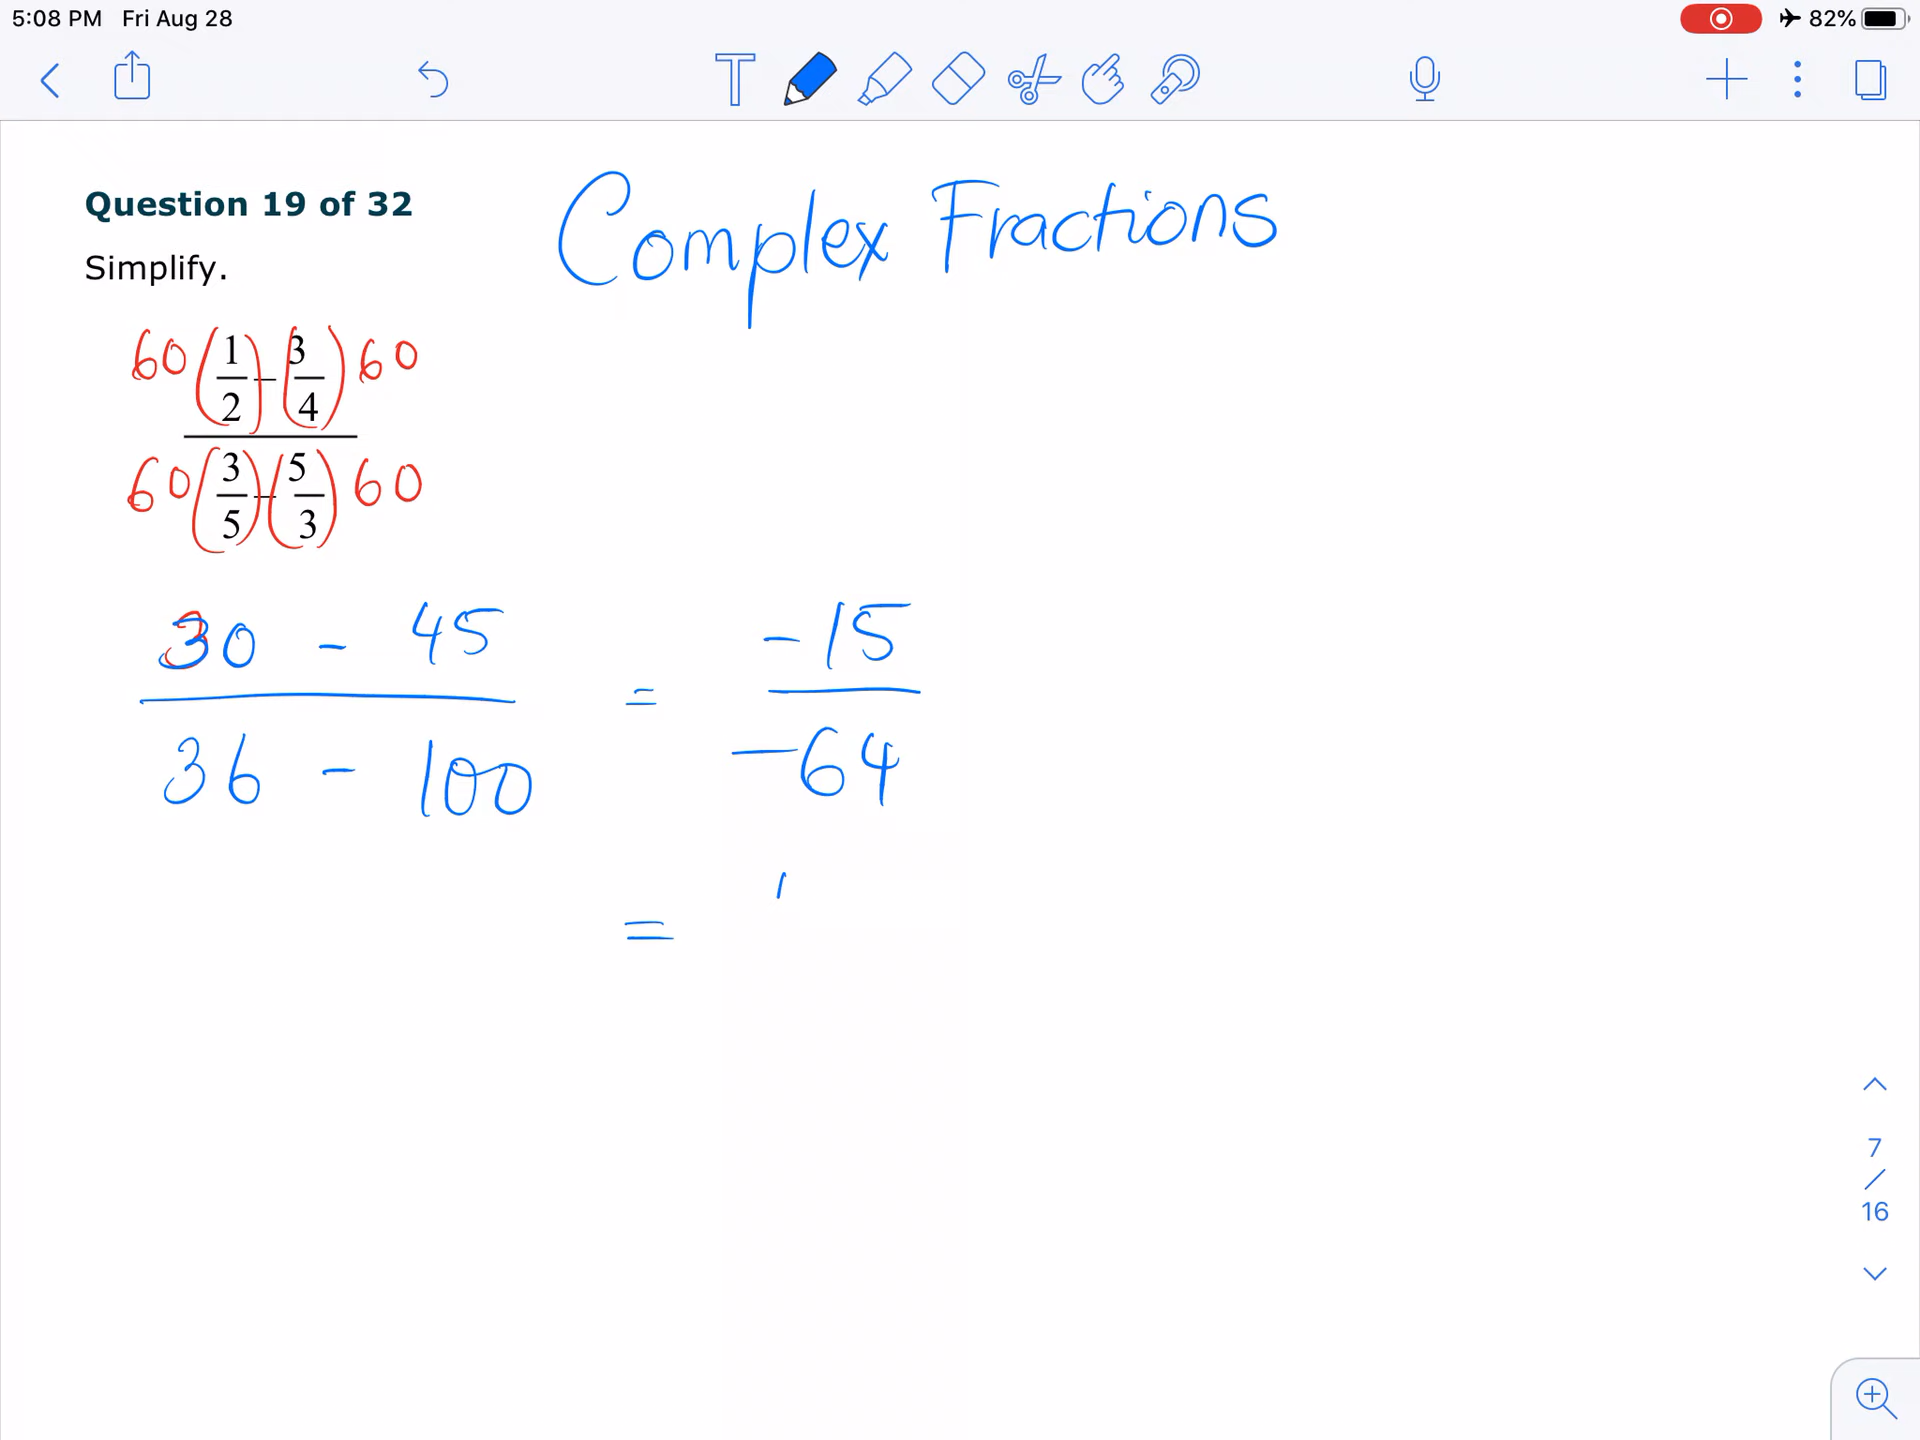 5:08 PM Fri Aug 28 82%
T
Question 19 of 32
Complex Fractions
Simplify.
60 (1/2) − (3/4) 60
60 (3/5) − (5/3) 60
30 - 45
36 - 100
=
-15
-64
=
7
/
16